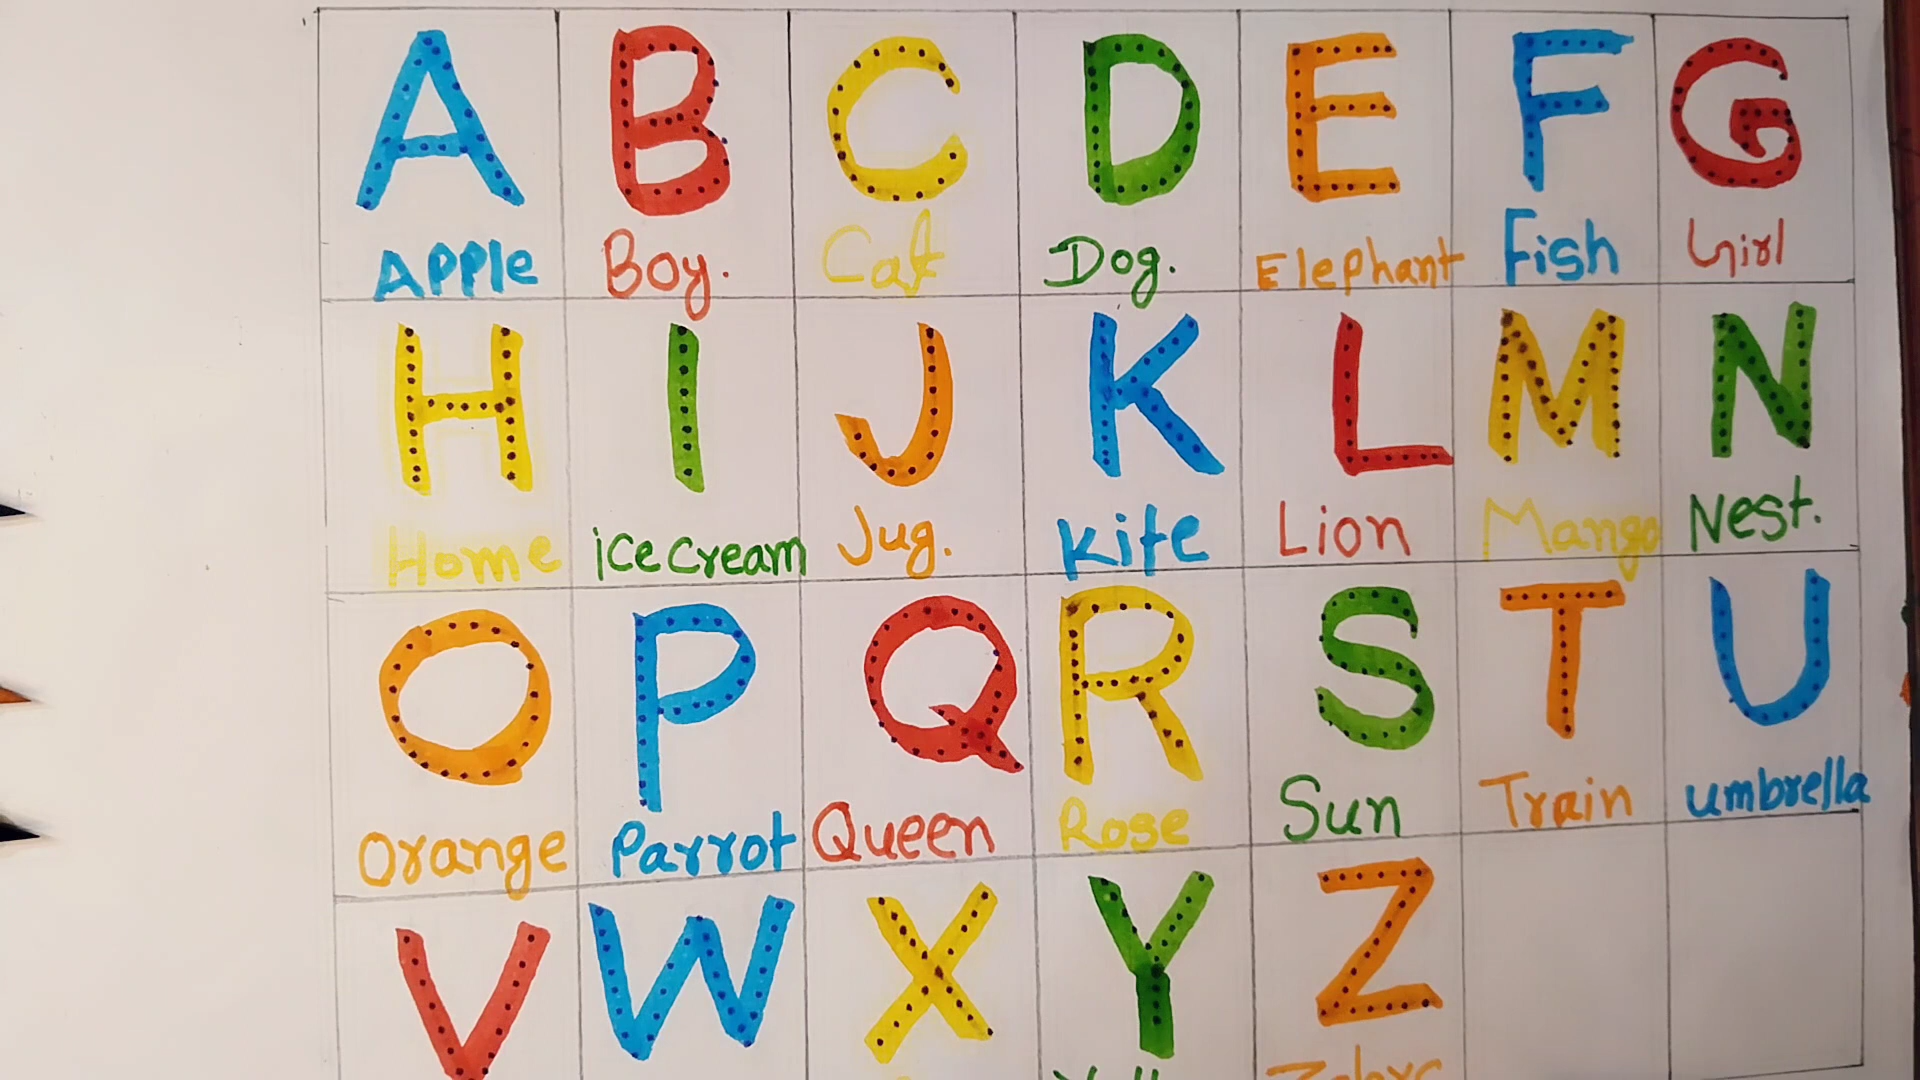 A B C D E F G
Apple Boy. Cat Dog. Elephant Fish Girl
H I J K L M N
Home ice cream Jug. Kite Lion Mango Nest.
O P Q R S T U
Orange Parrot Queen Rose Sun Train umbrella
V W X Y Z